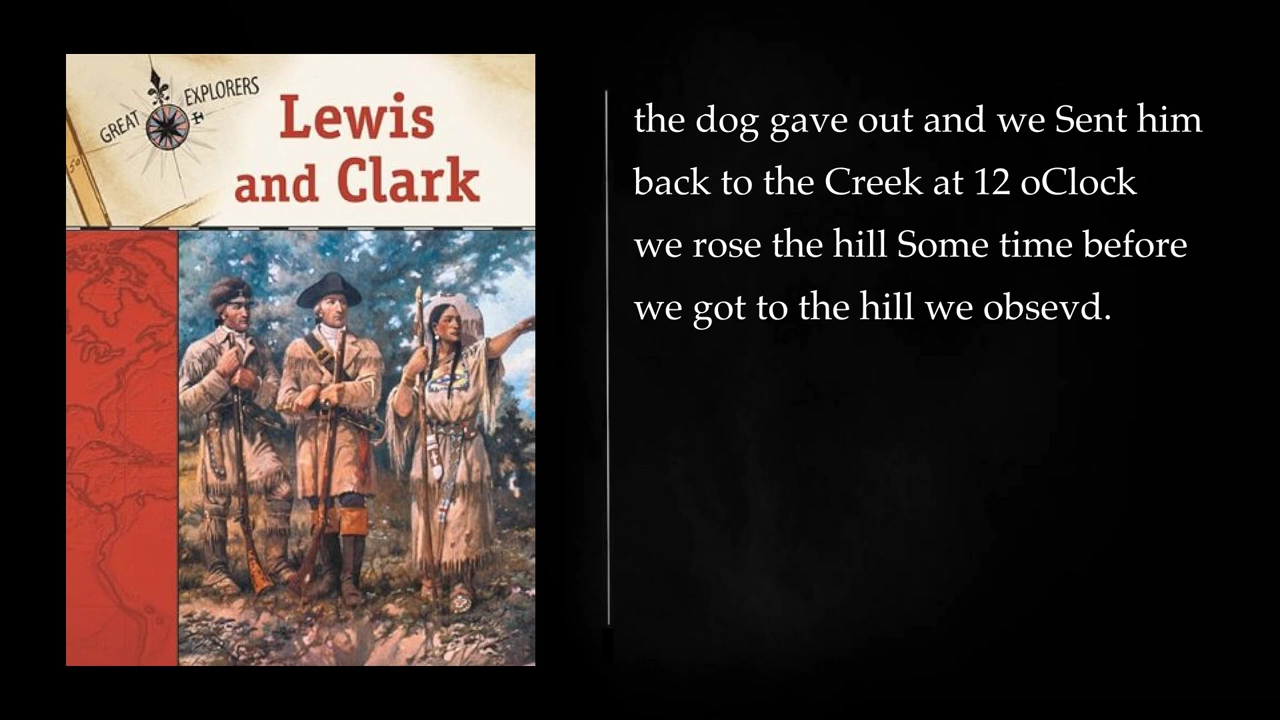 GREAT EXPLORERS
Lewis
and Clark
the dog gave out and we Sent him
back to the Creek at 12 oClock
we rose the hill Some time before
we got to the hill we obsevd.